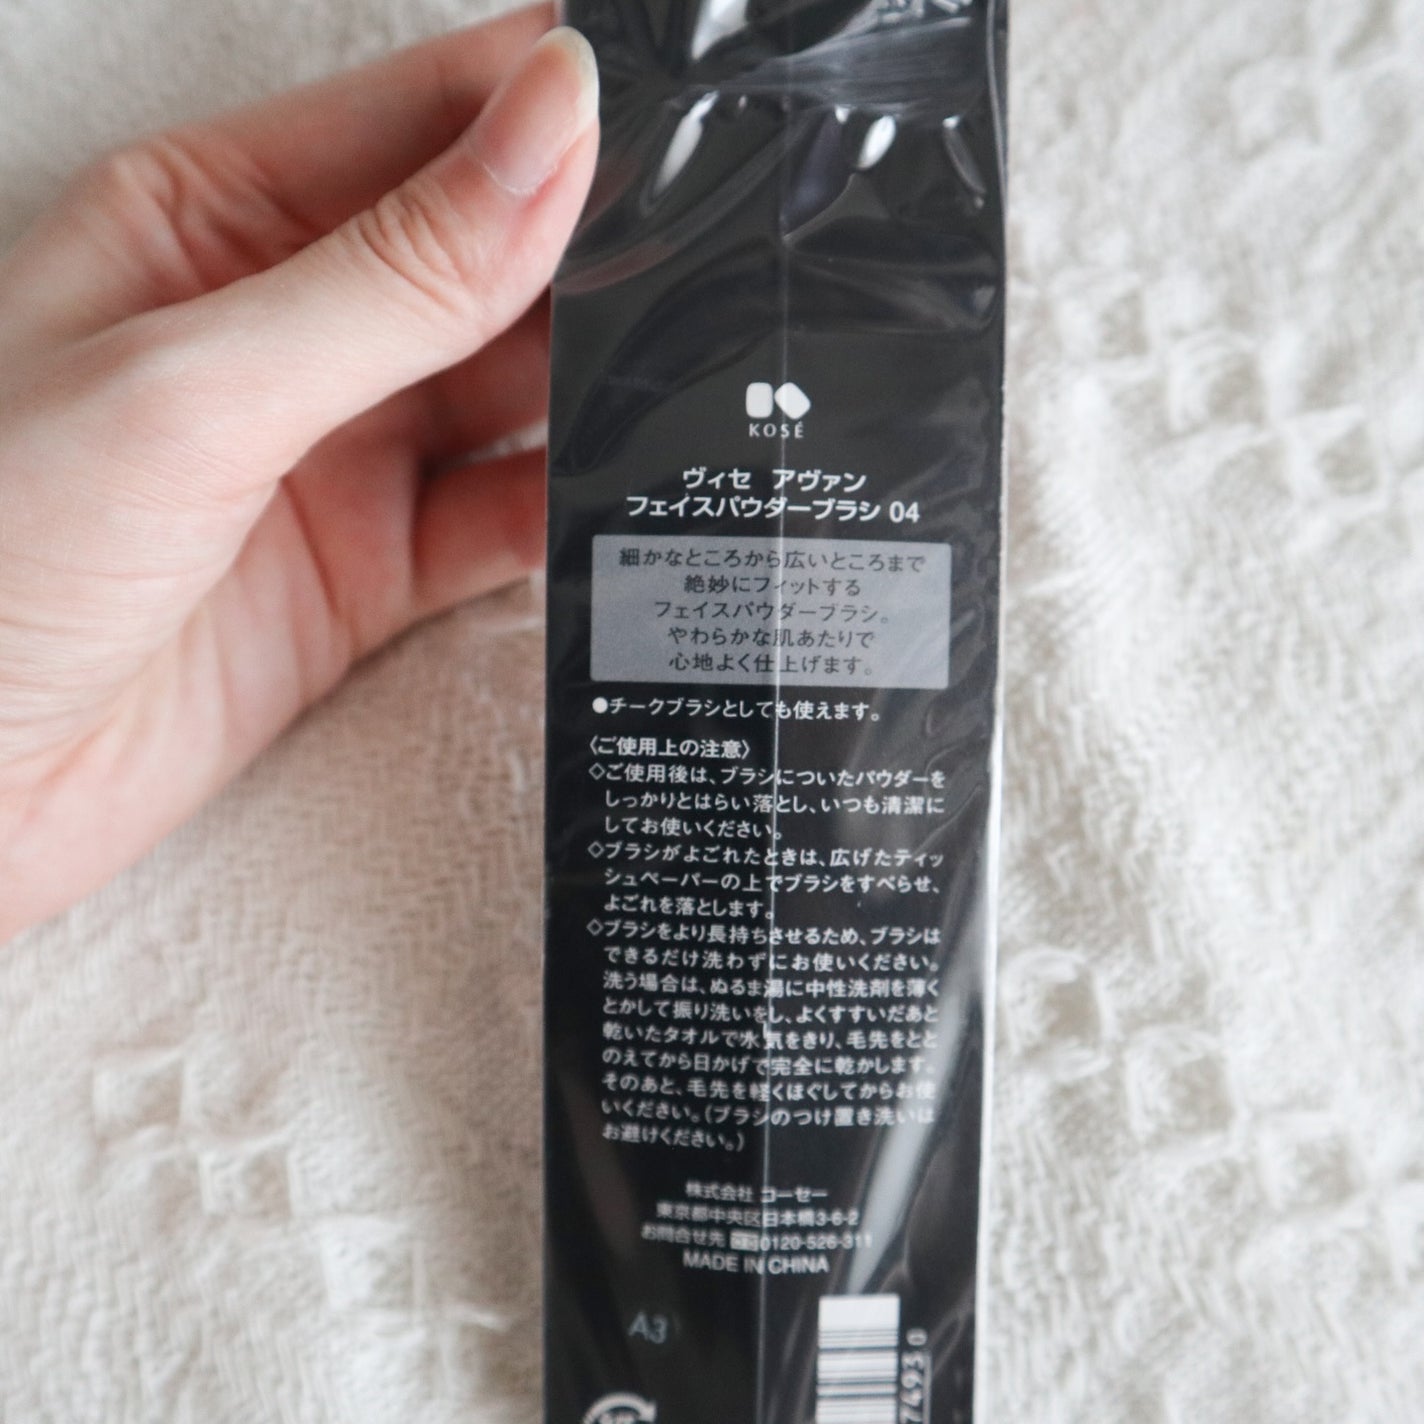 KOSÉ
ヴィセ アヴァン
フェイスパウダーブラシ 04
細かなところから広いところまで
絶妙にフィットする
フェイスパウダーブラシ。
やわらかな肌あたりで
心地よく仕上げます。
●チークブラシとしても使えます。
〈ご使用上の注意〉
◇ご使用後は、ブラシについたパウダーを
しっかりとはらい落とし、いつも清潔に
してお使いください。
◇ブラシがよごれたときは、広げたティッ
シュペーパーの上でブラシをすべらせ、
よごれを落とします。
◇ブラシをより長持ちさせるため、ブラシは
できるだけ洗わずにお使いください。
洗う場合は、ぬるま湯に中性洗剤を薄く
とかして振り洗いをし、よくすすいだあと
乾いたタオルで水気をきり、毛先をとと
のえてから日かげで完全に乾かします。
そのあと、毛先を軽くほぐしてからお使
いください。(ブラシのつけ置き洗いは
お避けください。)
株式会社 コーセー
東京都中央区日本橋3-6-2
お問合せ先 0120-526-311
MADE IN CHINA
A3
74930